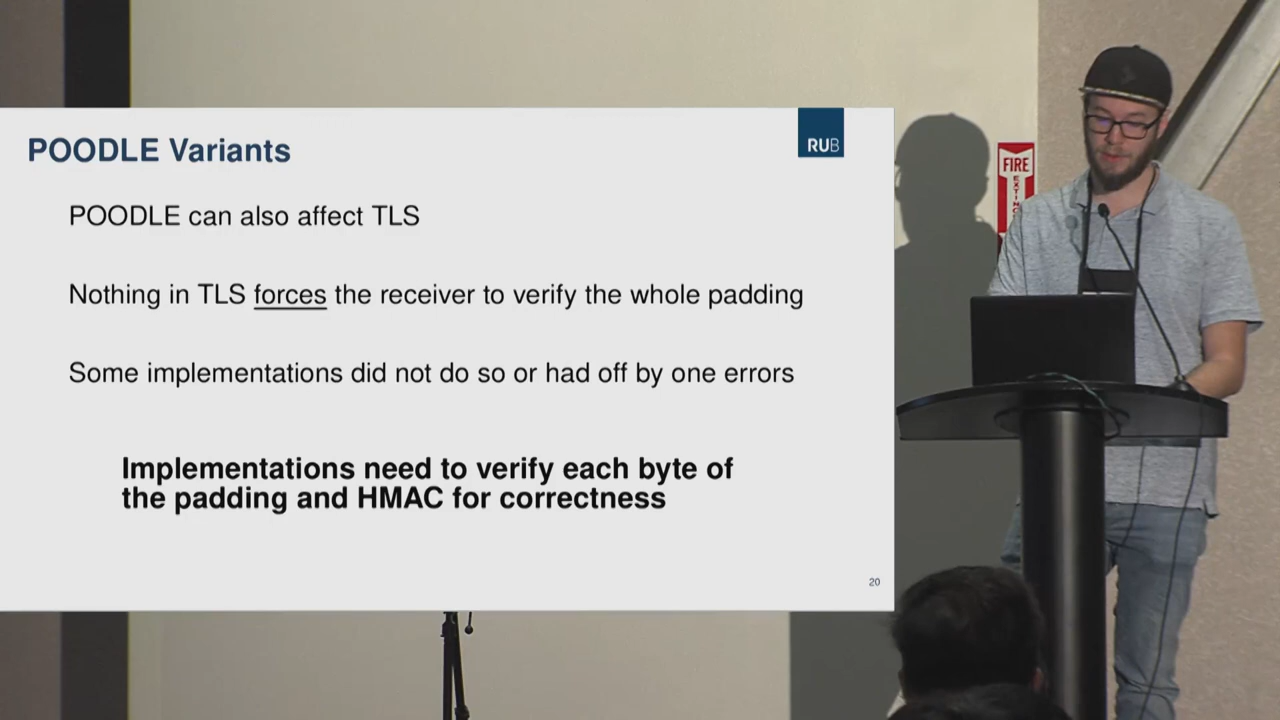 POODLE Variants
RUB
POODLE can also affect TLS
Nothing in TLS forces the receiver to verify the whole padding
Some implementations did not do so or had off by one errors
Implementations need to verify each byte of
the padding and HMAC for correctness
20
FIRE